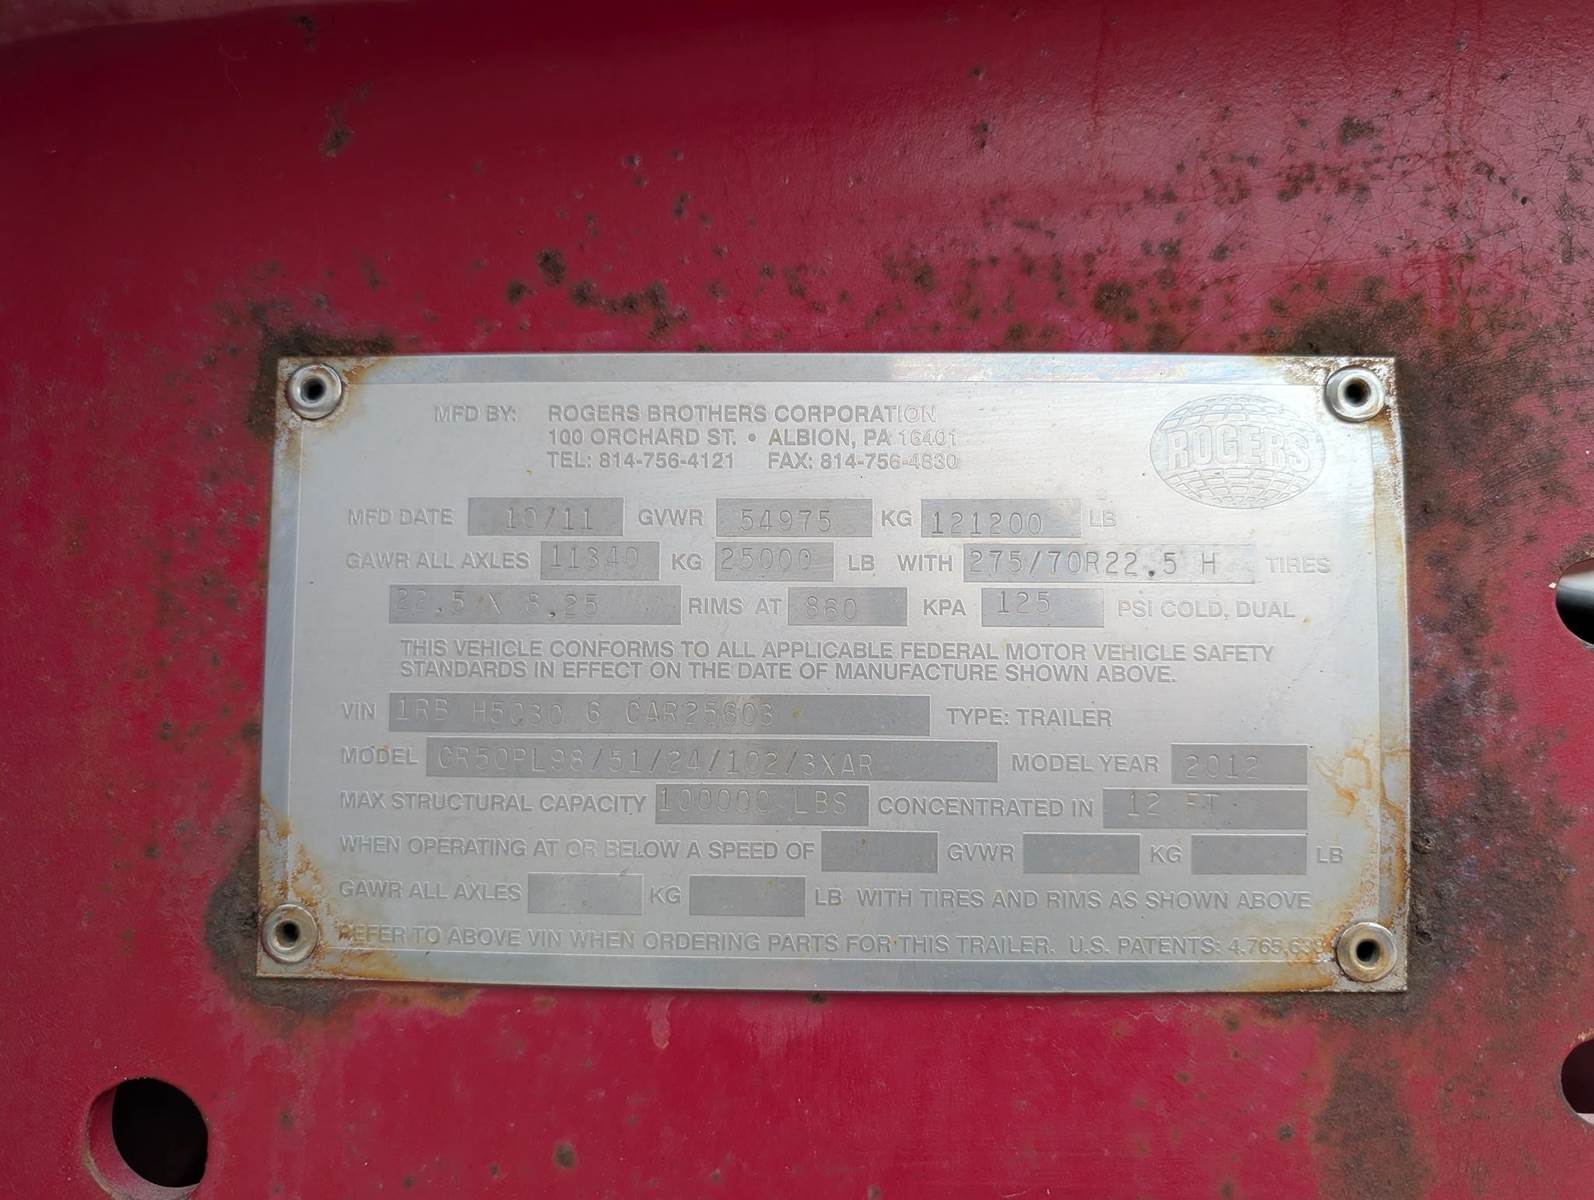 MFD BY: ROGERS BROTHERS CORPORATION
100 ORCHARD ST. • ALBION, PA 16401
TEL: 814-756-4121 FAX: 814-756-4830
ROGERS
MFD DATE 10/11 GVWR 54975 KG 121200 LB
GAWR ALL AXLES 11340 KG 25000 LB WITH 275/70R22.5 H TIRES
22.5 X 8.25 RIMS AT 860 KPA 125 PSI COLD, DUAL
THIS VEHICLE CONFORMS TO ALL APPLICABLE FEDERAL MOTOR VEHICLE SAFETY
STANDARDS IN EFFECT ON THE DATE OF MANUFACTURE SHOWN ABOVE.
VIN 1RB H5030 6 CAR25603 TYPE: TRAILER
MODEL CR50PL98/51/24/102/3XAR MODEL YEAR 2012
MAX STRUCTURAL CAPACITY 100000 LBS CONCENTRATED IN 12 FT
WHEN OPERATING AT OR BELOW A SPEED OF GVWR KG LB
GAWR ALL AXLES KG LB WITH TIRES AND RIMS AS SHOWN ABOVE
REFER TO ABOVE VIN WHEN ORDERING PARTS FOR THIS TRAILER. U.S. PATENTS: